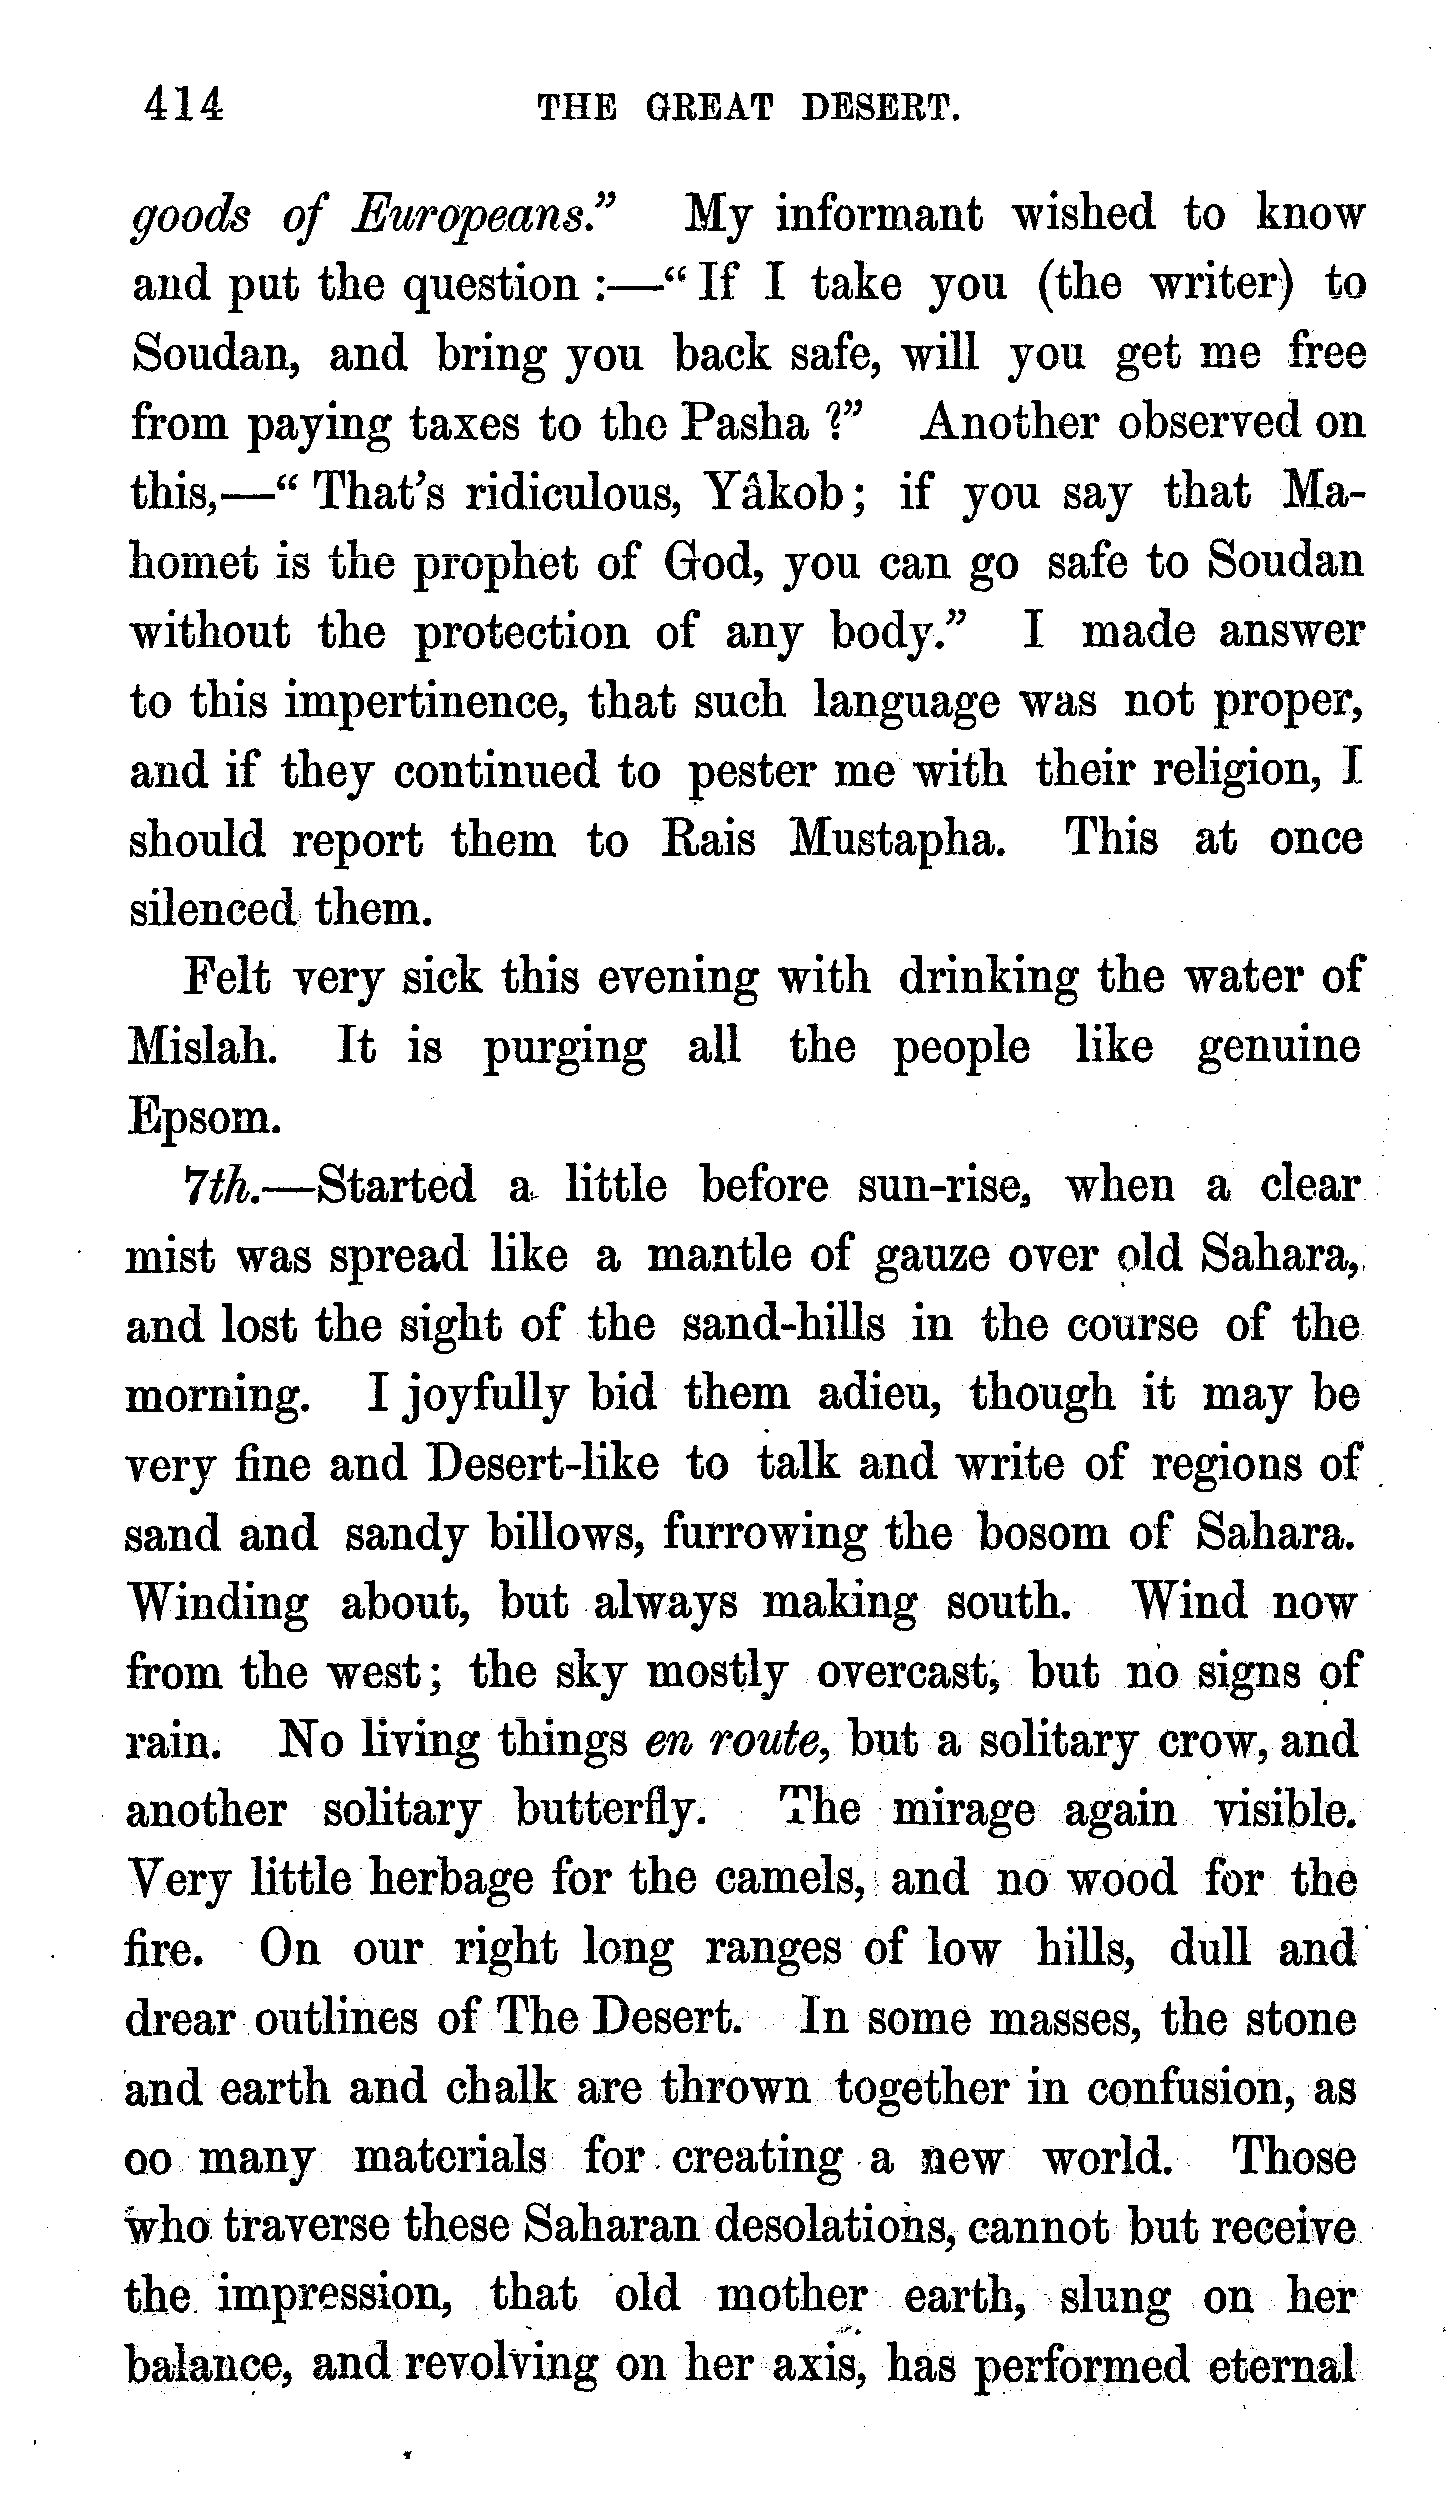 414 THE GREAT DESERT.
goods of Europeans.” My informant wished to know
and put the question :—“ If I take you (the writer) to
Soudan, and bring you back safe, will you get me free
from paying taxes to the Pasha ?” Another observed on
this,—“ That’s ridiculous, Yâkob; if you say that Ma-
homet is the prophet of God, you can go safe to Soudan
without the protection of any body.” I made answer
to this impertinence, that such language was not proper,
and if they continued to pester me with their religion, I
should report them to Rais Mustapha. This at once
silenced them.
Felt very sick this evening with drinking the water of
Mislah. It is purging all the people like genuine
Epsom.
7th.—Started a little before sun-rise, when a clear
mist was spread like a mantle of gauze over old Sahara,
and lost the sight of the sand-hills in the course of the
morning. I joyfully bid them adieu, though it may be
very fine and Desert-like to talk and write of regions of
sand and sandy billows, furrowing the bosom of Sahara.
Winding about, but always making south. Wind now
from the west; the sky mostly overcast, but no signs of
rain. No living things en route, but a solitary crow, and
another solitary butterfly. The mirage again visible.
Very little herbage for the camels, and no wood for the
fire. On our right long ranges of low hills, dull and
drear outlines of The Desert. In some masses, the stone
and earth and chalk are thrown together in confusion, as
oo many materials for creating a new world. Those
who traverse these Saharan desolations, cannot but receive
the impression, that old mother earth, slung on her
balance, and revolving on her axis, has performed eternal